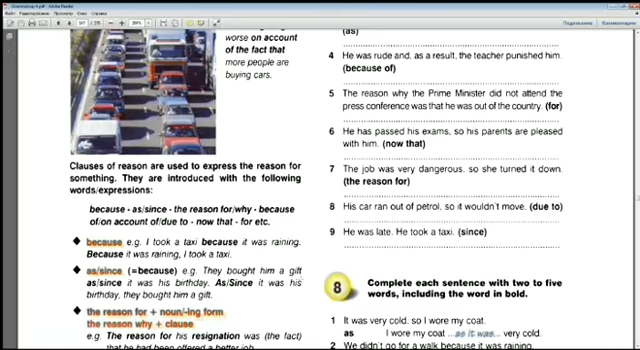 Grammarway 4.pdf - Adobe Reader
worse on account
of the fact that
more people are
buying cars.
Clauses of reason are used to express the reason for
something. They are introduced with the following
words/expressions:
because - as/since - the reason for/why - because
of/on account of/due to - now that - for etc.
because e.g. I took a taxi because it was raining.
Because it was raining, I took a taxi.
as/since (=because) e.g. They bought him a gift
as/since it was his birthday. As/Since it was his
birthday, they bought him a gift.
the reason for + noun/-ing form
the reason why + clause
e.g. The reason for his resignation was (the fact)
that he had been offered a better job.
(as)
4 He was rude and, as a result, the teacher punished him.
(because of)
5 The reason why the Prime Minister did not attend the
press conference was that he was out of the country. (for)
6 He has passed his exams, so his parents are pleased
with him. (now that)
7 The job was very dangerous, so she turned it down.
(the reason for)
8 His car ran out of petrol, so it wouldn't move. (due to)
9 He was late. He took a taxi. (since)
8 Complete each sentence with two to five
words, including the word in bold.
1 It was very cold, so I wore my coat.
as I wore my coat ...as it was... very cold.
2 We didn't go for a walk because it was raining.